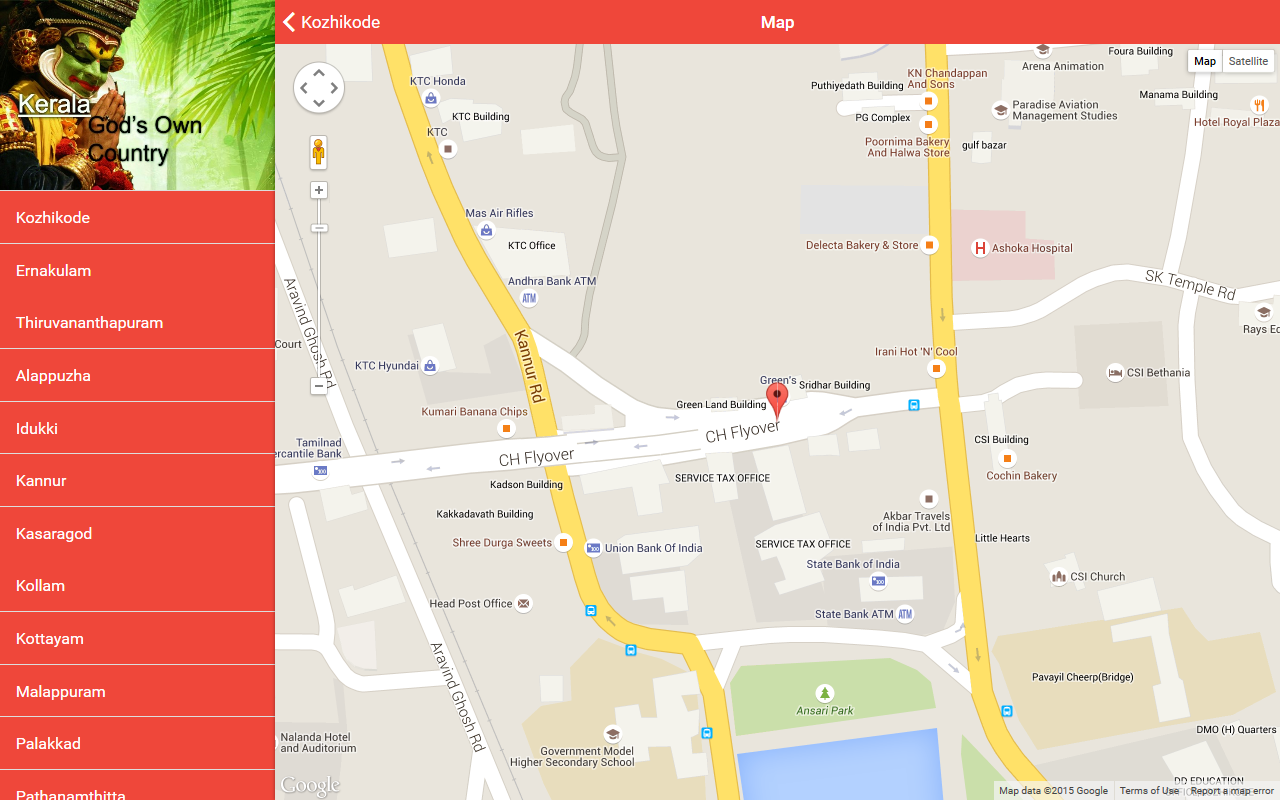 Kerala
God's Own
Country
Kozhikode
Ernakulam
Thiruvananthapuram
Alappuzha
Idukki
Kannur
Kasaragod
Kollam
Kottayam
Malappuram
Palakkad
Pathanamthitta
Kozhikode
Map
Map
Satellite
Foura Building
Arena Animation
KTC Honda
KN Chandappan
And Sons
Puthiyedath Building
Manama Building
Paradise Aviation
Management Studies
Hotel Royal Plaza
KTC Building
PG Complex
KTC
Poornima Bakery
And Halwa Store
gulf bazar
Mas Air Rifles
KTC Office
Delecta Bakery & Store
H
Ashoka Hospital
Andhra Bank ATM
ATM
SK Temple Rd
Aravind Ghosh Rd
Rays Ed
Court
Kannur Rd
KTC Hyundai
Irani Hot 'N' Cool
CSI Bethania
Green's
Sridhar Building
Green Land Building
Kumari Banana Chips
CH Flyover
CH Flyover
Tamilnad
ercantile Bank
CSI Building
Cochin Bakery
Kadson Building
SERVICE TAX OFFICE
Kakkadavath Building
Akbar Travels
of India Pvt. Ltd
Shree Durga Sweets
Union Bank Of India
SERVICE TAX OFFICE
Little Hearts
State Bank of India
CSI Church
Head Post Office
State Bank ATM
ATM
Aravind Ghosh Rd
Pavayil Cheerp(Bridge)
Ansari Park
Nalanda Hotel
and Auditorium
Government Model
Higher Secondary School
DMO (H) Quarters
DD EDUCATION
Google
Map data ©2015 Google
Terms of Use
Report a map error